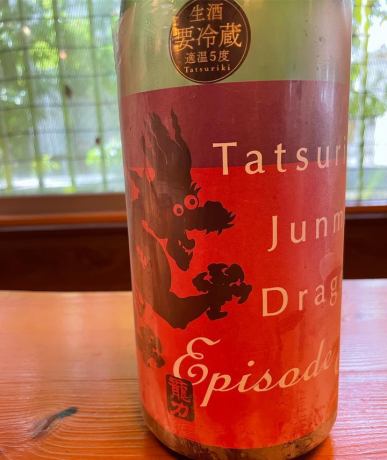 生酒
要冷蔵
適温5度
Tatsuriki
Tatsuri
Junm
Drag
Episode
龍力